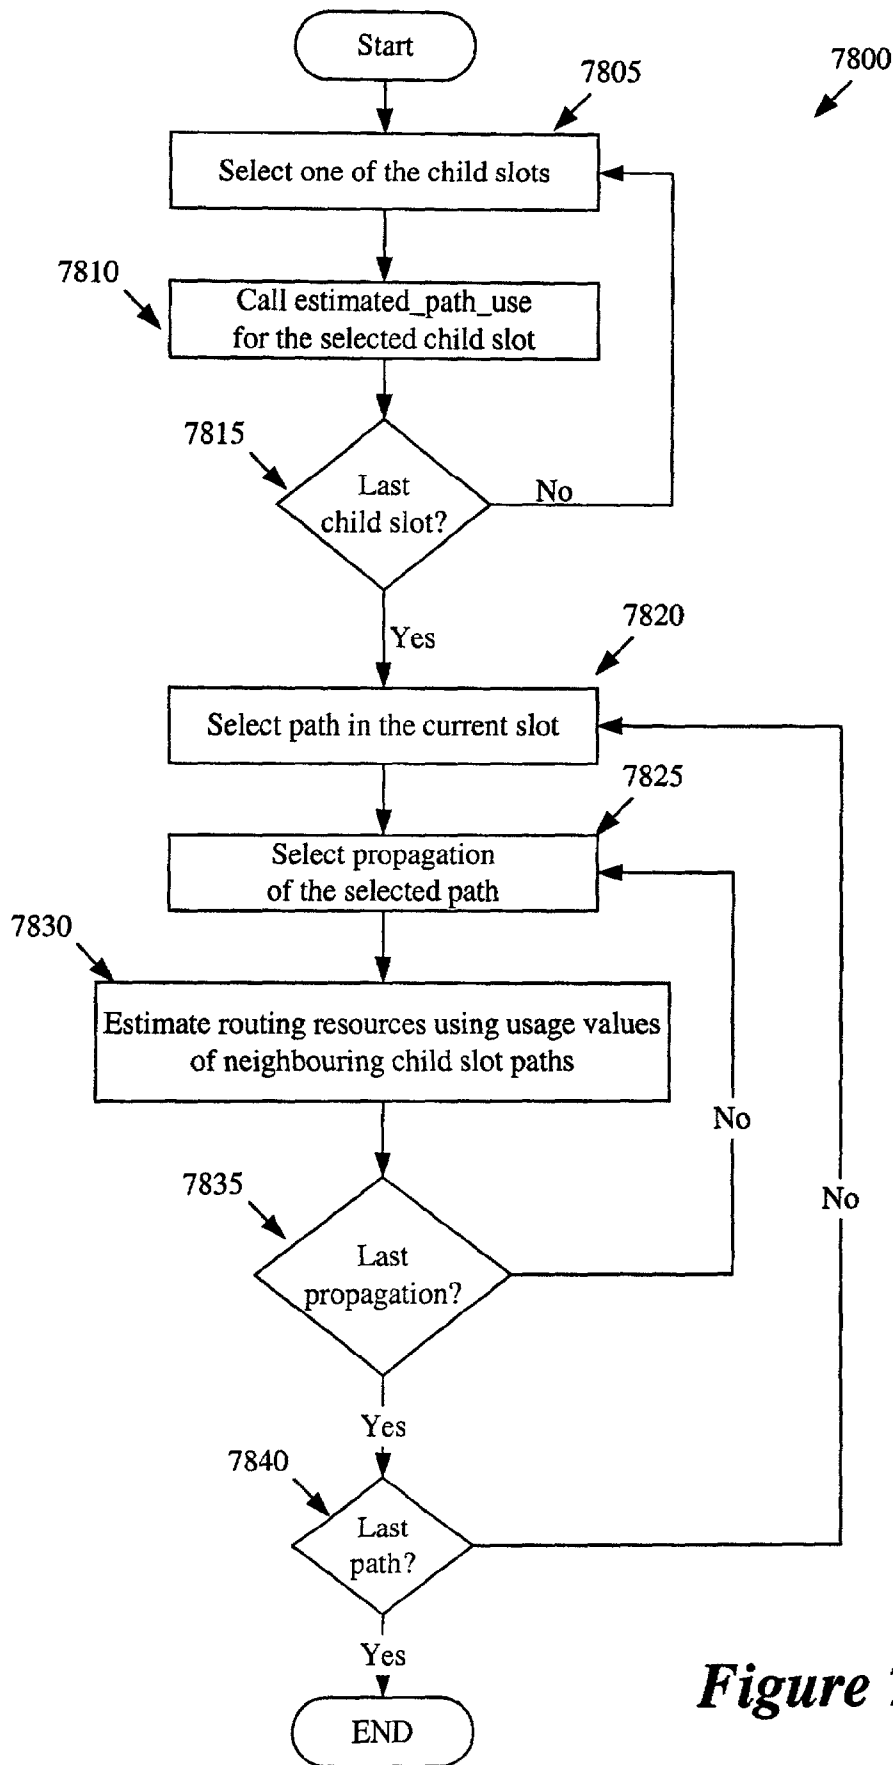 Start
7805
7800
Select one of the child slots
7810
Call estimated_path_use
for the selected child slot
7815
Last
child slot?
No
Yes
7820
Select path in the current slot
7825
Select propagation
of the selected path
7830
Estimate routing resources using usage values
of neighbouring child slot paths
No
7835
No
Last
propagation?
Yes
7840
Last
path?
Yes
Figure
END